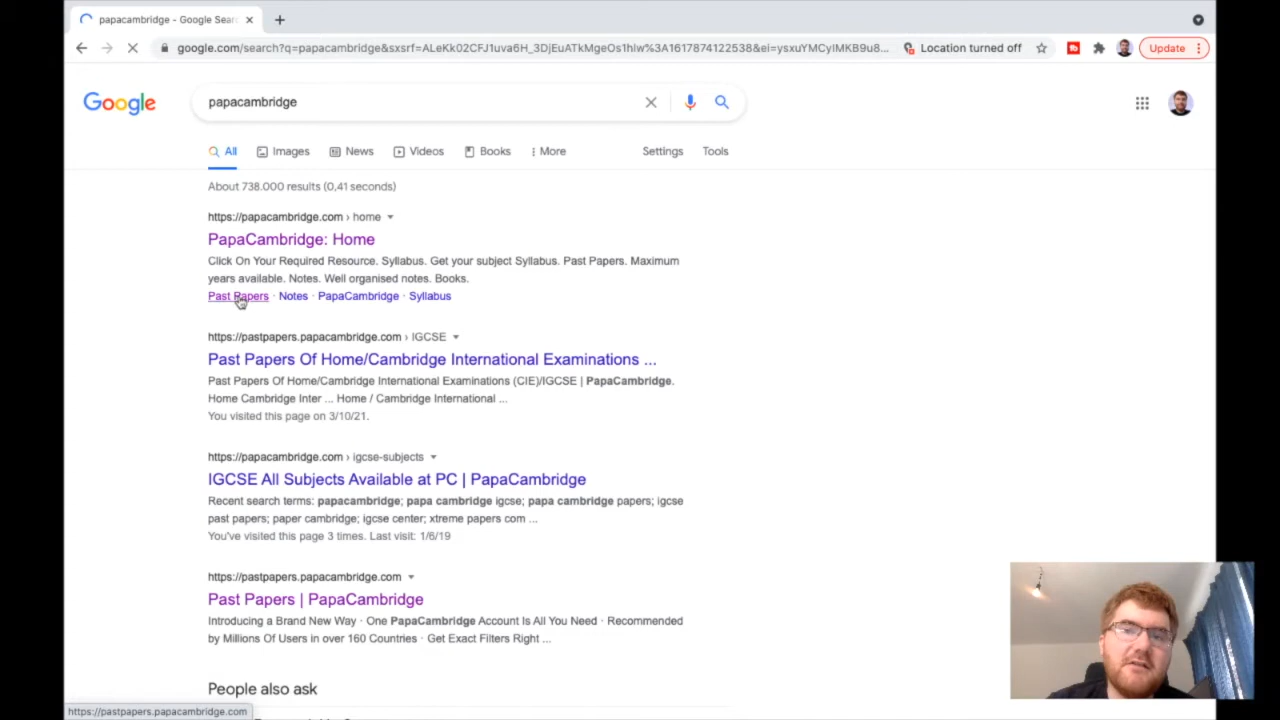 papacambridge - Google Sear
google.com/search?q=papacambridge&sxsrf=ALeKk02CFJ1uva6H_3DjEuATkMgeOs1hlw%3A1617874122538&ei=ysxuYMCyIMKB9u8... Location turned off Update
Google papacambridge
All Images News Videos Books More Settings Tools
About 738.000 results (0,41 seconds)
https://papacambridge.com › home
PapaCambridge: Home
Click On Your Required Resource. Syllabus. Get your subject Syllabus. Past Papers. Maximum
years available. Notes. Well organised notes. Books.
Past Papers · Notes · PapaCambridge · Syllabus
https://pastpapers.papacambridge.com › IGCSE
Past Papers Of Home/Cambridge International Examinations ...
Past Papers Of Home/Cambridge International Examinations (CIE)/IGCSE | PapaCambridge.
Home Cambridge Inter ... Home / Cambridge International ...
You visited this page on 3/10/21.
https://papacambridge.com › igcse-subjects
IGCSE All Subjects Available at PC | PapaCambridge
Recent search terms: papacambridge; papa cambridge igcse; papa cambridge papers; igcse
past papers; paper cambridge; igcse center; xtreme papers com ...
You've visited this page 3 times. Last visit: 1/6/19
https://pastpapers.papacambridge.com
Past Papers | PapaCambridge
Introducing a Brand New Way · One PapaCambridge Account Is All You Need · Recommended
by Millions Of Users in over 160 Countries · Get Exact Filters Right ...
People also ask
https://pastpapers.papacambridge.com